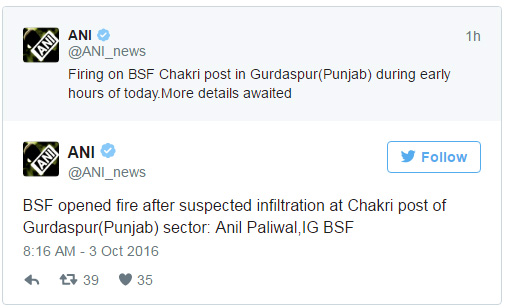 ANI
ANI
@ANI_news
1h
Firing on BSF Chakri post in Gurdaspur(Punjab) during early
hours of today.More details awaited
ANI
ANI
@ANI_news
Follow
BSF opened fire after suspected infiltration at Chakri post of
Gurdaspur(Punjab) sector: Anil Paliwal,IG BSF
8:16 AM - 3 Oct 2016
39
35